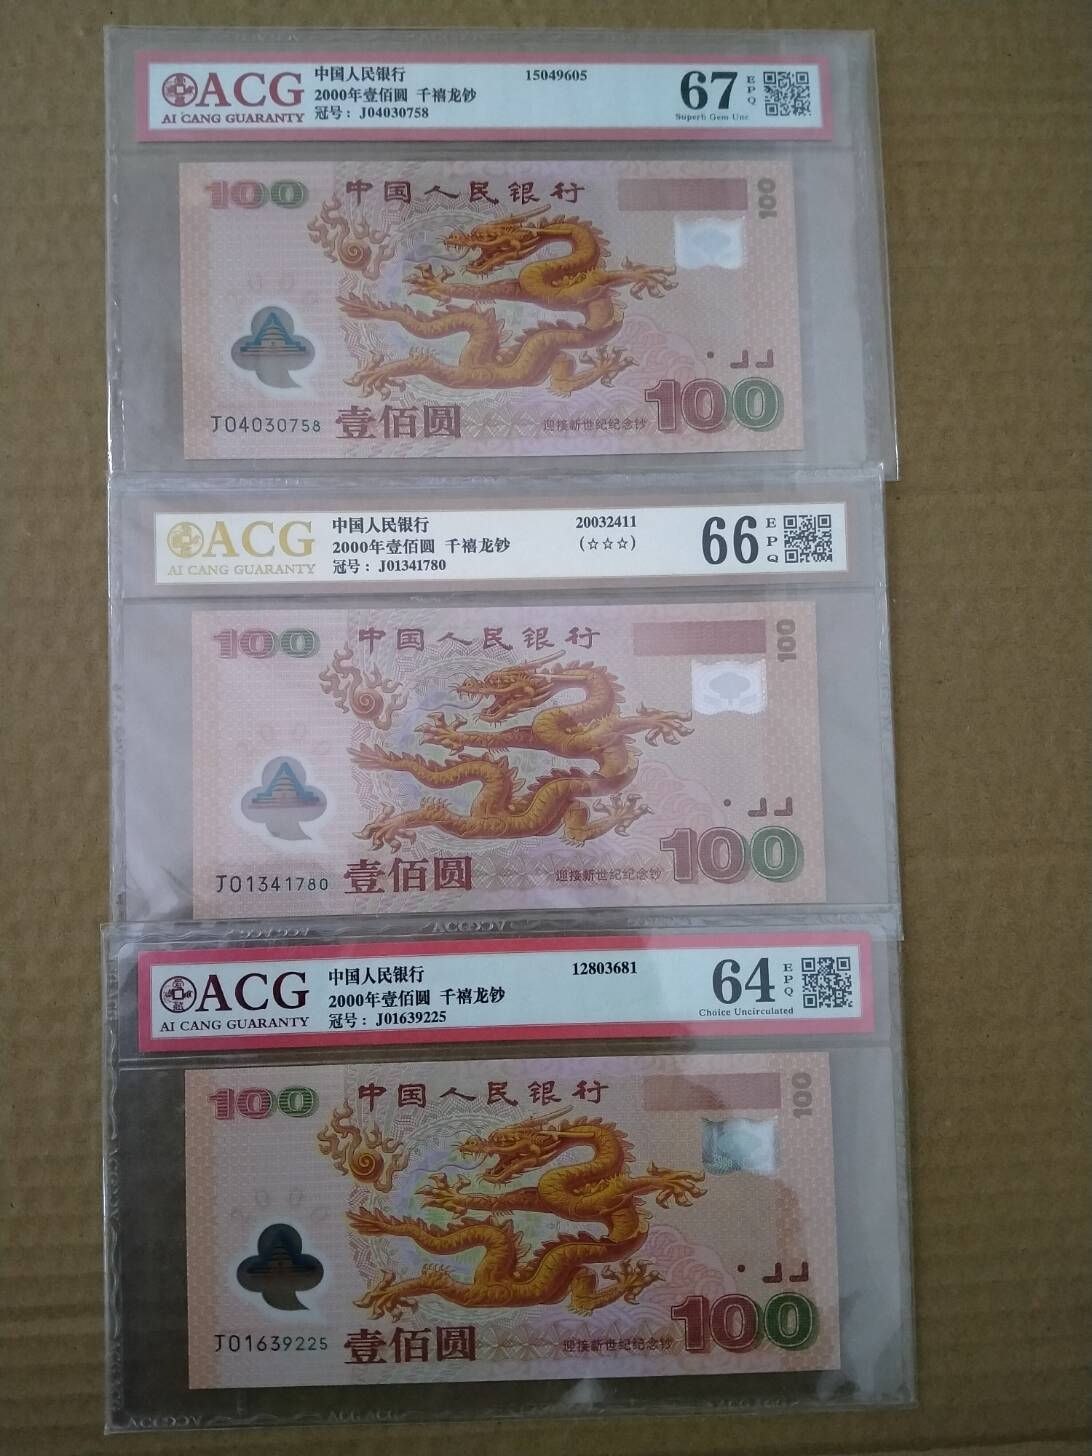 ACG
AI CANG GUARANTY
中国人民银行 15049605
2000年壹佰圆 千禧龙钞
冠号: J04030758
67 EPQ
Superb Gem Unc
100 中国人民银行 100
J04030758 壹佰圆 迎接新世纪纪念钞 100
ACG
AI CANG GUARANTY
中国人民银行 20032411
2000年壹佰圆 千禧龙钞 (☆☆☆)
冠号: J01341780
66 EPQ
100 中国人民银行 100
J01341780 壹佰圆 迎接新世纪纪念钞 100
ACG
AI CANG GUARANTY
中国人民银行 12803681
2000年壹佰圆 千禧龙钞
冠号: J01639225
64 EPQ
Choice Uncirculated
100 中国人民银行 100
J01639225 壹佰圆 迎接新世纪纪念钞 100